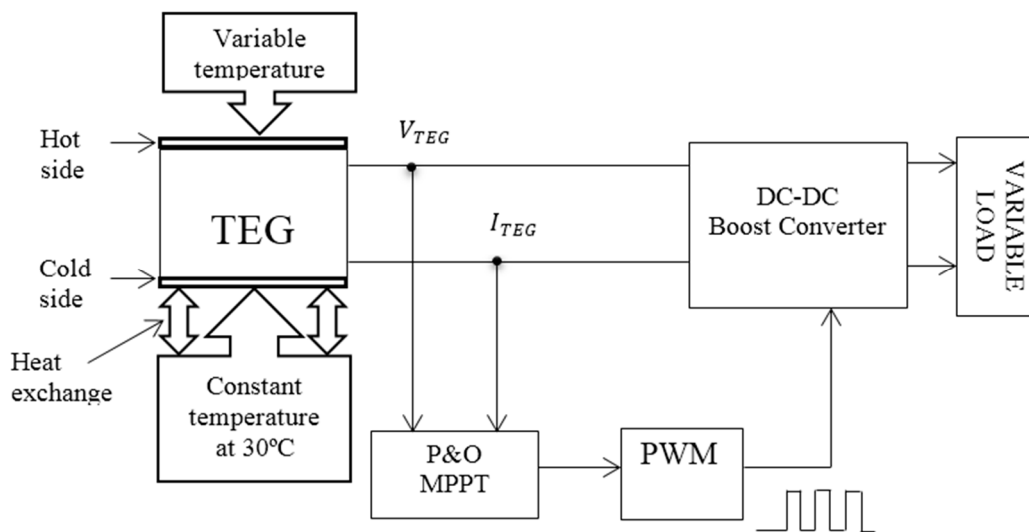 Variable
temperature
Hot
side
V_TEG
TEG
DC-DC
Boost Converter
VARIABLE
LOAD
I_TEG
Cold
side
Heat
exchange
Constant
temperature
at 30ºC
P&O
MPPT
PWM